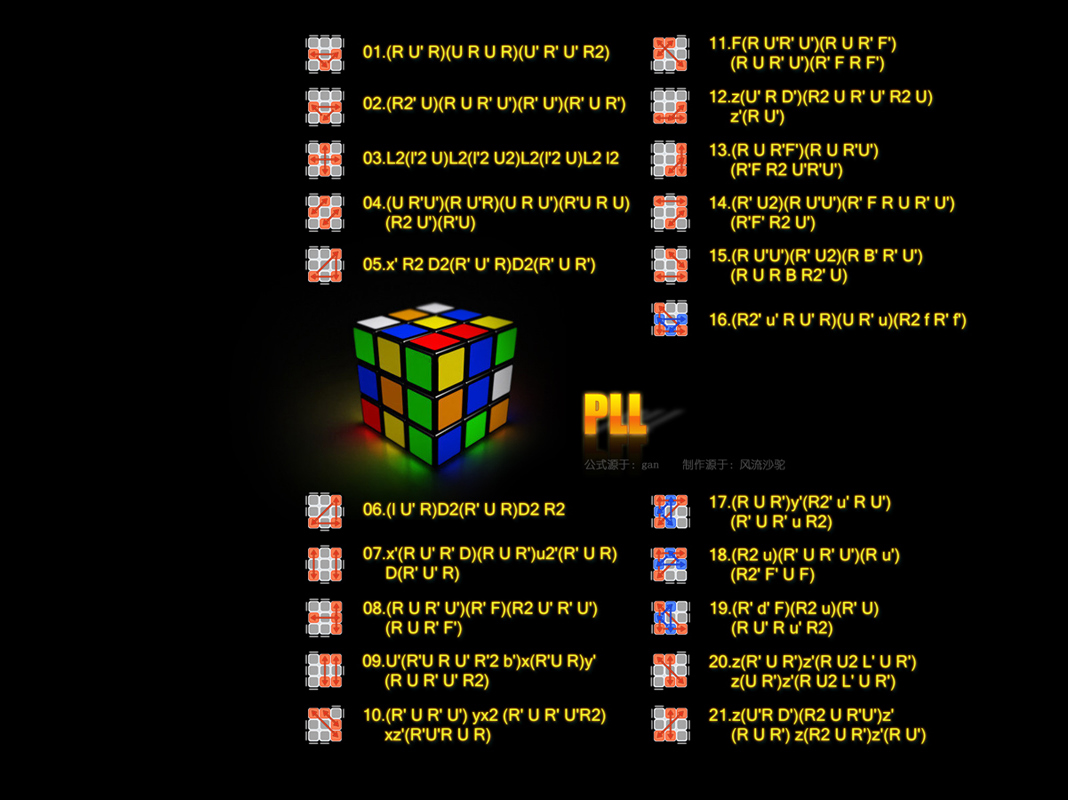 01.(R U' R)(U R U R)(U' R' U' R2)
02.(R2' U)(R U R' U')(R' U')(R' U R')
03.L2(l'2 U)L2(l'2 U2)L2(l'2 U)L2 l2
04.(U R'U')(R U'R)(U R U')(R'U R U)
(R2 U')(R'U)
05.x' R2 D2(R' U' R)D2(R' U R')
06.(l U' R)D2(R' U R)D2 R2
07.x'(R U' R' D)(R U R')u2'(R' U R)
D(R' U' R)
08.(R U R' U')(R' F)(R2 U' R' U')
(R U R' F')
09.U'(R'U R U' R'2 b')x(R'U R)y'
(R U R' U' R2)
10.(R' U R' U') yx2 (R' U R' U'R2)
xz'(R'U'R U R)
11.F(R U'R' U')(R U R' F')
(R U R' U')(R' F R F')
12.z(U' R D')(R2 U R' U' R2 U)
z'(R U')
13.(R U R'F')(R U R'U')
(R'F R2 U'R'U')
14.(R' U2)(R U'U')(R' F R U R' U')
(R'F' R2 U')
15.(R U'U')(R' U2)(R B' R' U')
(R U R B R2' U)
16.(R2' u' R U' R)(U R' u)(R2 f R' f')
PLL
公式源于: gan 制作源于: 风流沙驼
17.(R U R')y'(R2' u' R U')
(R' U R' u R2)
18.(R2 u)(R' U R' U')(R u')
(R2' F' U F)
19.(R' d' F)(R2 u)(R' U)
(R U' R u' R2)
20.z(R' U R')z'(R U2 L' U R')
z(U R')z'(R U2 L' U R')
21.z(U'R D')(R2 U R'U')z'
(R U R') z(R2 U R')z'(R U')